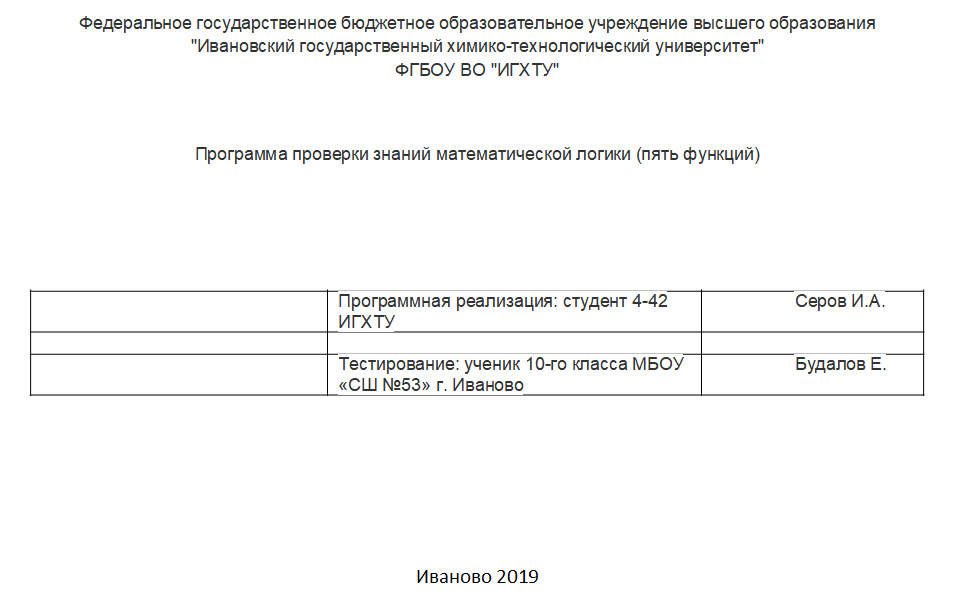 Федеральное государственное бюджетное образовательное учреждение высшего образования
"Ивановский государственный химико-технологический университет"
ФГБОУ ВО "ИГХТУ"
Программа проверки знаний математической логики (пять функций)
Программная реализация: студент 4-42
ИГХТУ
Серов И.А.
Тестирование: ученик 10-го класса МБОУ
«СШ №53» г. Иваново
Будалов Е.
Иваново 2019